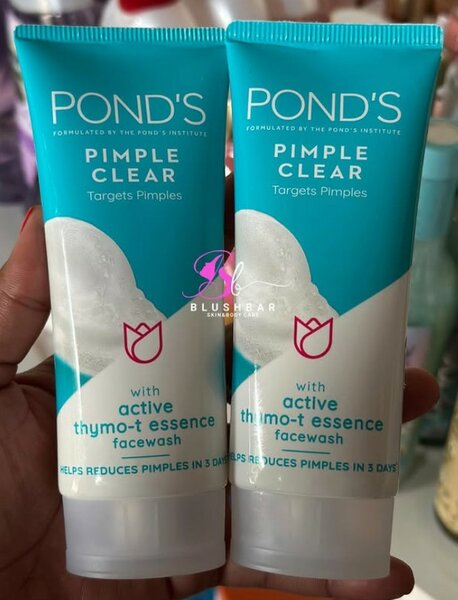 POND'S
FORMULATED BY THE POND'S INSTITUTE
PIMPLE
CLEAR
Targets Pimples
with
active
thymo-t essence
facewash
HELPS REDUCES PIMPLES IN 3 DAYS
POND'S
FORMULATED BY THE POND'S INSTITUTE
PIMPLE
CLEAR
Targets Pimples
with
active
thymo-t essence
facewash
HELPS REDUCES PIMPLES IN 3 DAYS
BLUSHBAR
SKIN&BODY CARE